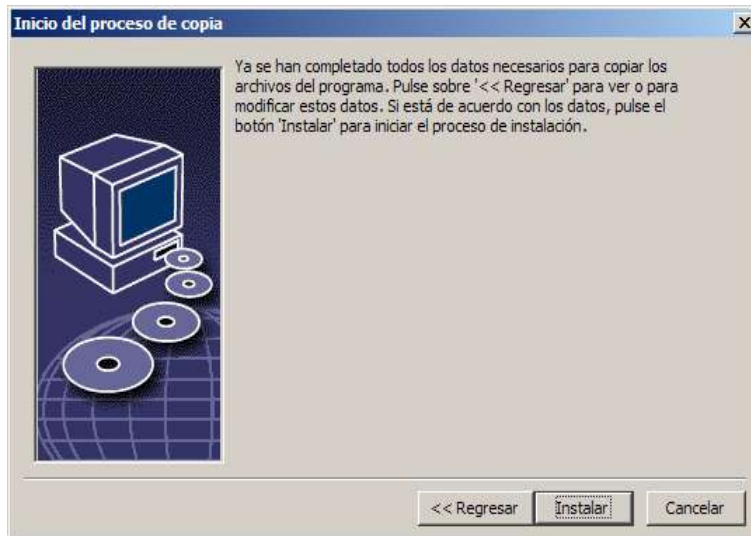 Inicio del proceso de copia
Ya se han completado todos los datos necesarios para copiar los
archivos del programa. Pulse sobre '<< Regresar' para ver o para
modificar estos datos. Si está de acuerdo con los datos, pulse el
botón 'Instalar' para iniciar el proceso de instalación.
<< Regresar
Instalar
Cancelar